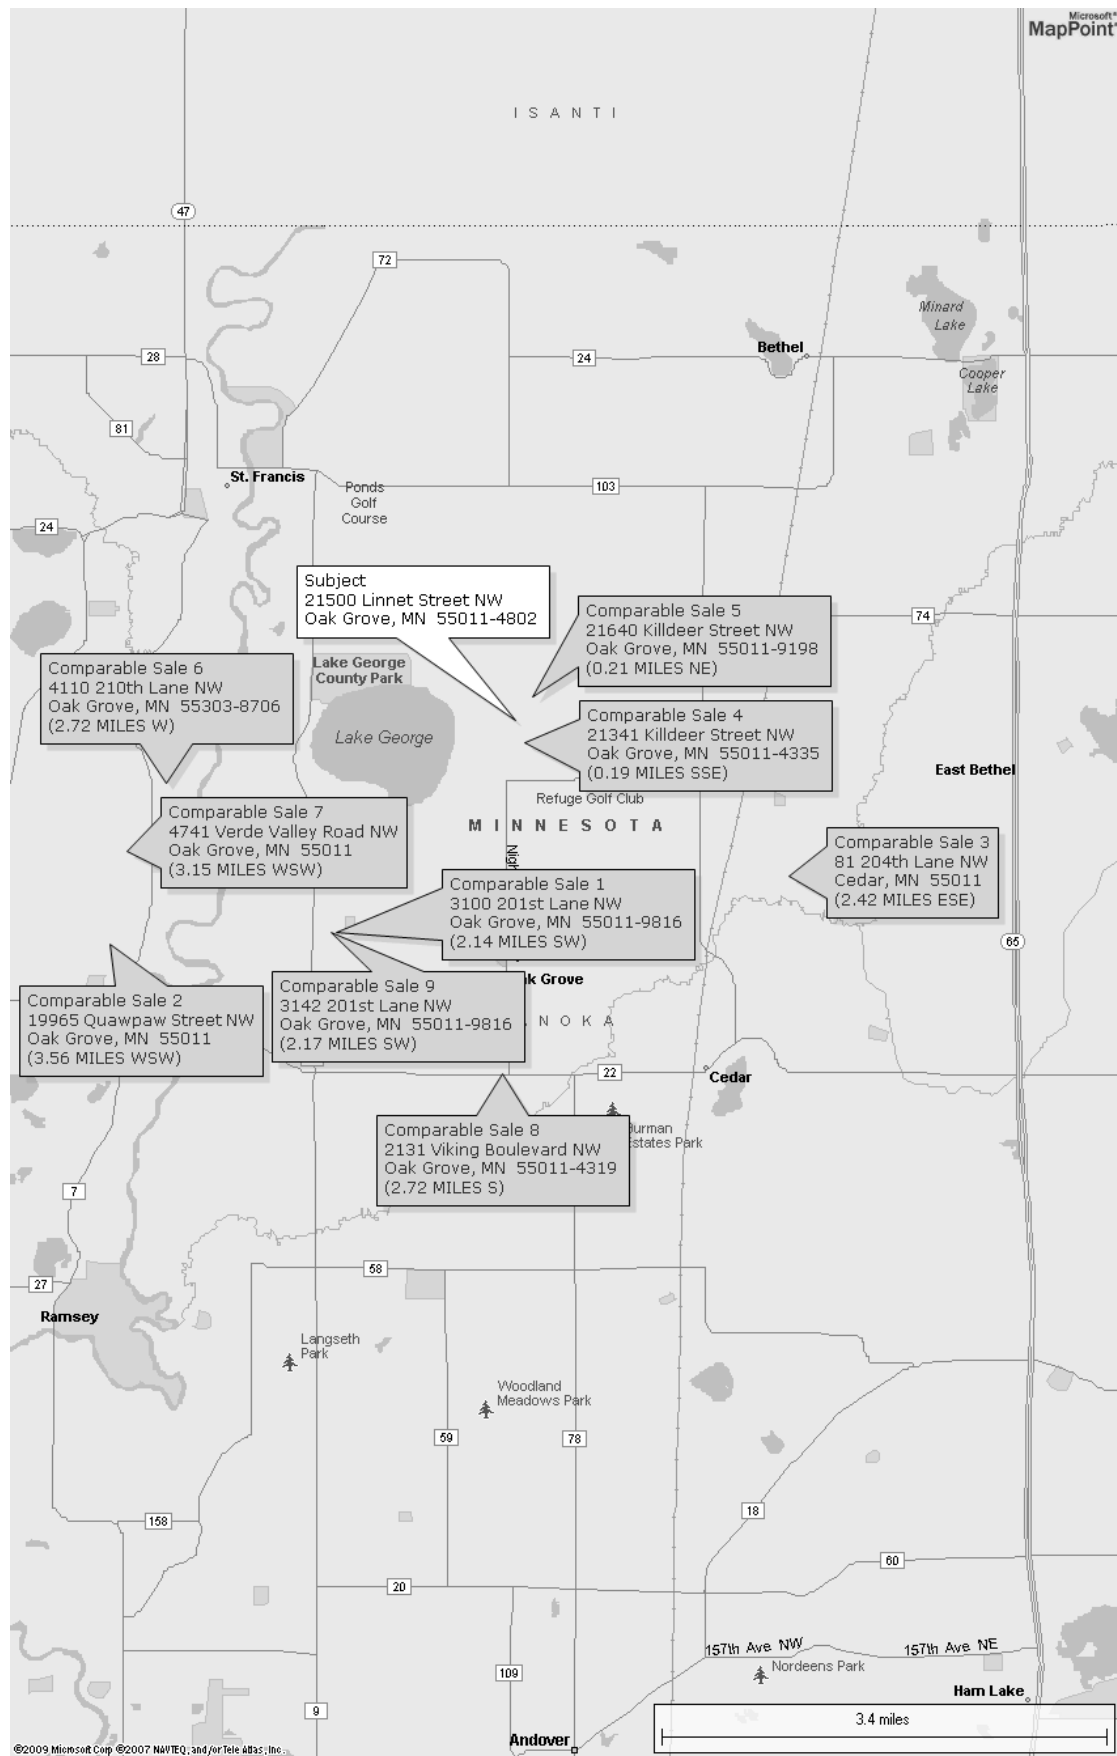 Microsoft®
MapPoint®
ISANTI
47
72
28
24
Bethel
Minard
Lake
Cooper
Lake
81
St. Francis
Ponds
Golf
Course
103
24
Subject
21500 Linnet Street NW
Oak Grove, MN 55011-4802
Comparable Sale 5
21640 Killdeer Street NW
Oak Grove, MN 55011-9198
(0.21 MILES NE)
74
Comparable Sale 6
4110 210th Lane NW
Oak Grove, MN 55303-8706
(2.72 MILES W)
Lake George
County Park
Lake George
Comparable Sale 4
21341 Killdeer Street NW
Oak Grove, MN 55011-4335
(0.19 MILES SSE)
East Bethel
Refuge Golf Club
MINNESOTA
Comparable Sale 7
4741 Verde Valley Road NW
Oak Grove, MN 55011
(3.15 MILES WSW)
Nigh
Comparable Sale 3
81 204th Lane NW
Cedar, MN 55011
(2.42 MILES ESE)
Comparable Sale 1
3100 201st Lane NW
Oak Grove, MN 55011-9816
(2.14 MILES SW)
65
k Grove
Comparable Sale 9
3142 201st Lane NW
Oak Grove, MN 55011-9816
(2.17 MILES SW)
Comparable Sale 2
19965 Quawpaw Street NW
Oak Grove, MN 55011
(3.56 MILES WSW)
NOKA
22
Cedar
Burman
Estates Park
Comparable Sale 8
2131 Viking Boulevard NW
Oak Grove, MN 55011-4319
(2.72 MILES S)
7
58
27
Ramsey
Langseth
Park
Woodland
Meadows Park
59
78
18
158
60
20
157th Ave NW
157th Ave NE
Nordeens Park
109
Ham Lake
9
3.4 miles
Andover
©2009 Microsoft Corp ©2007 NAVTEQ, and/or Tele Atlas, Inc.